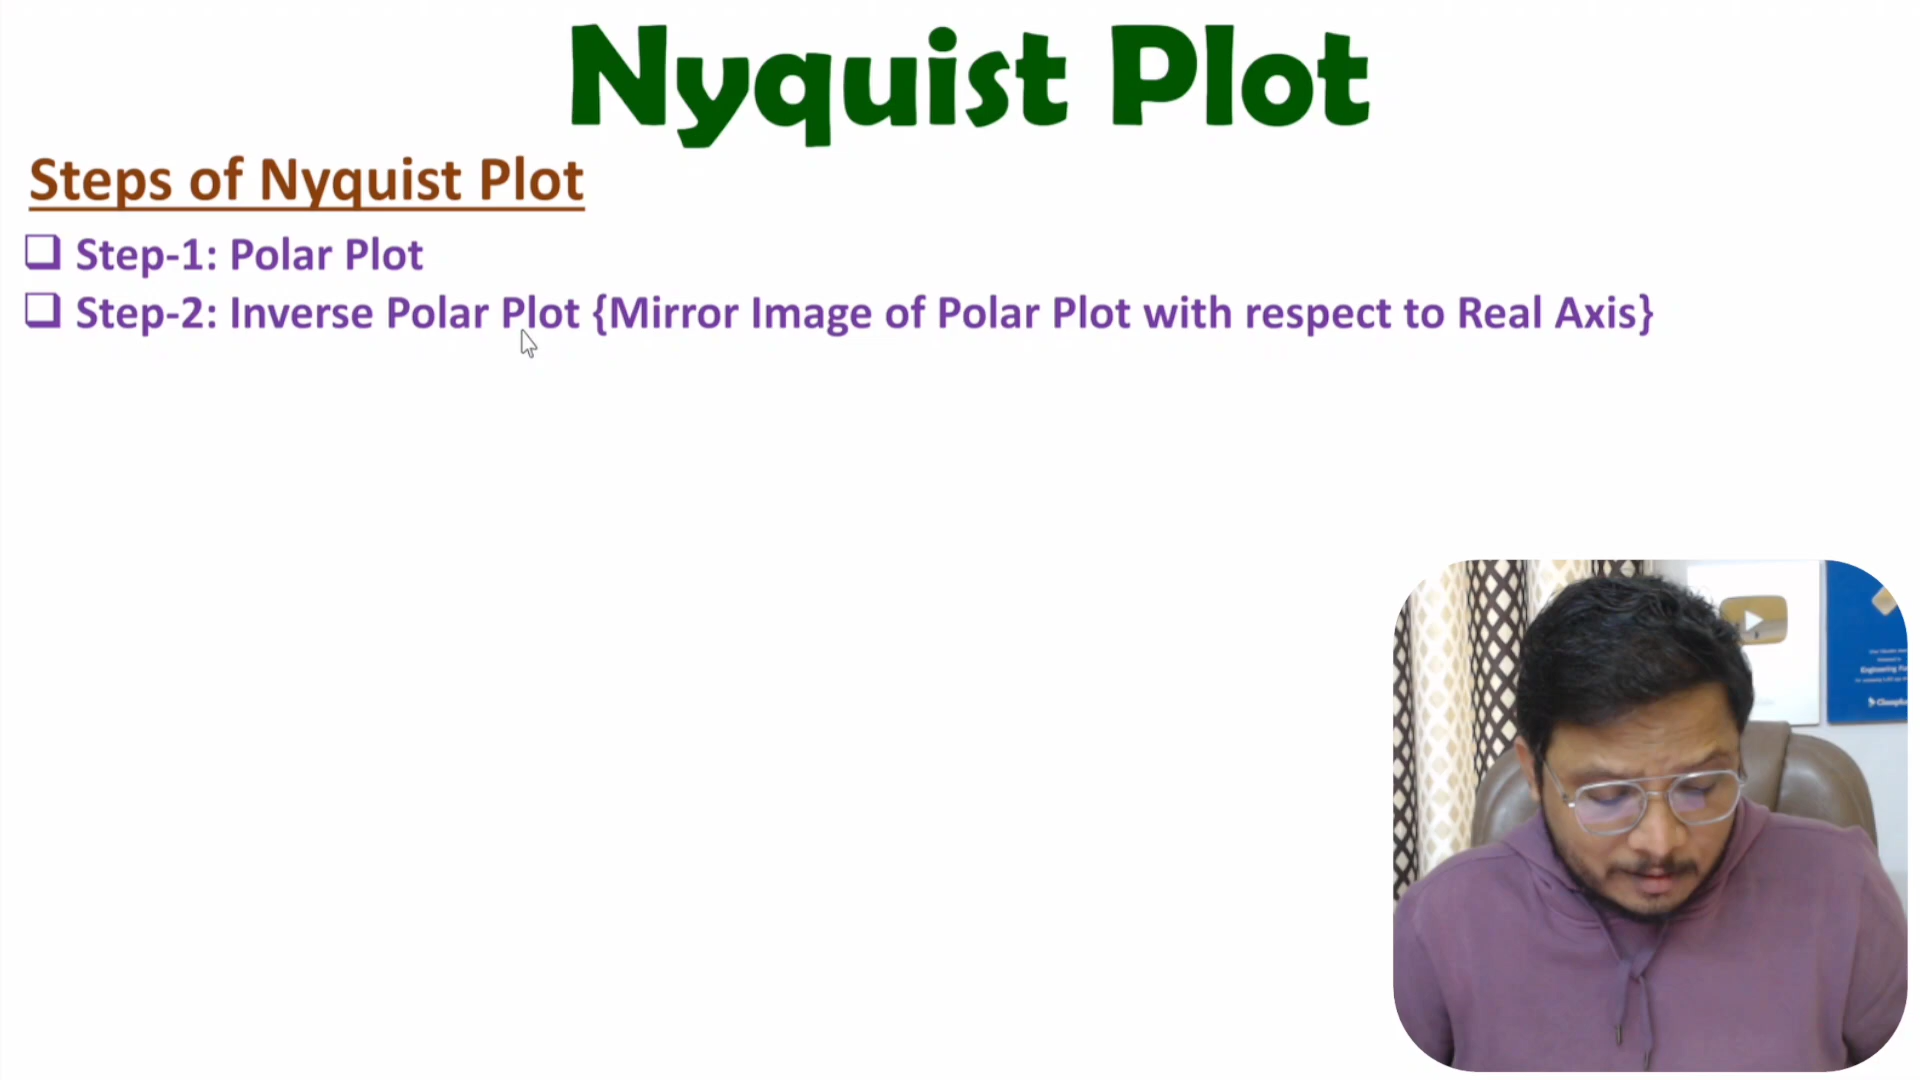 Nyquist Plot
Steps of Nyquist Plot
❑ Step-1: Polar Plot
❑ Step-2: Inverse Polar Plot {Mirror Image of Polar Plot with respect to Real Axis}